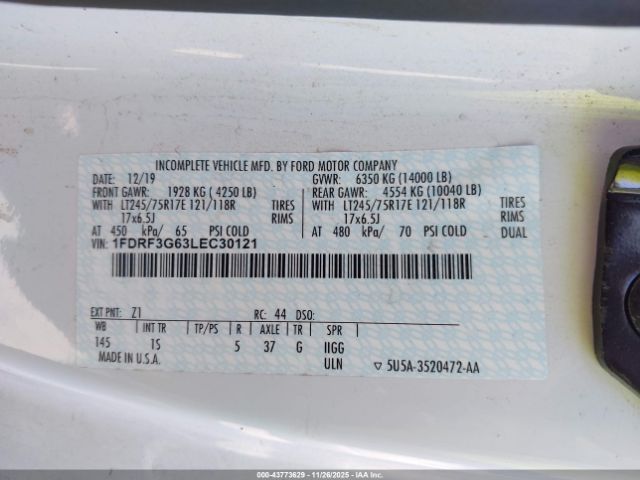 INCOMPLETE VEHICLE MFD. BY FORD MOTOR COMPANY
DATE: 12/19 GVWR: 6350 KG (14000 LB)
FRONT GAWR: 1928 KG ( 4250 LB) REAR GAWR: 4554 KG (10040 LB)
WITH LT245/75R17E 121/118R TIRES WITH LT245/75R17E 121/118R TIRES
17x6.5J RIMS 17x6.5J RIMS
AT 450 kPa/ 65 PSI COLD AT 480 kPa/ 70 PSI COLD DUAL
VIN: 1FDRF3G63LEC30121
EXT PNT: Z1 RC: 44 DSO:
WB INT TR TP/PS R AXLE TR SPR
145 1S 5 37 G IIGG
MADE IN U.S.A. ULN 5U5A-3520472-AA
000-43773629 - 11/26/2025 - IAAI.COM